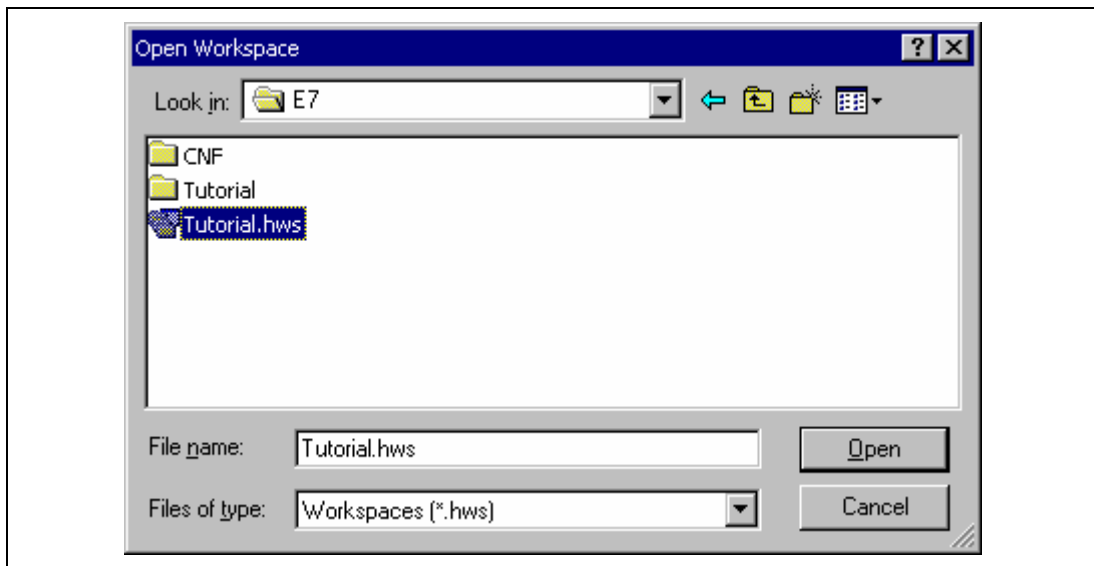 Open Workspace
Look in: E7
CNF
Tutorial
Tutorial.hws
File name: Tutorial.hws Open
Files of type: Workspaces (*.hws) Cancel